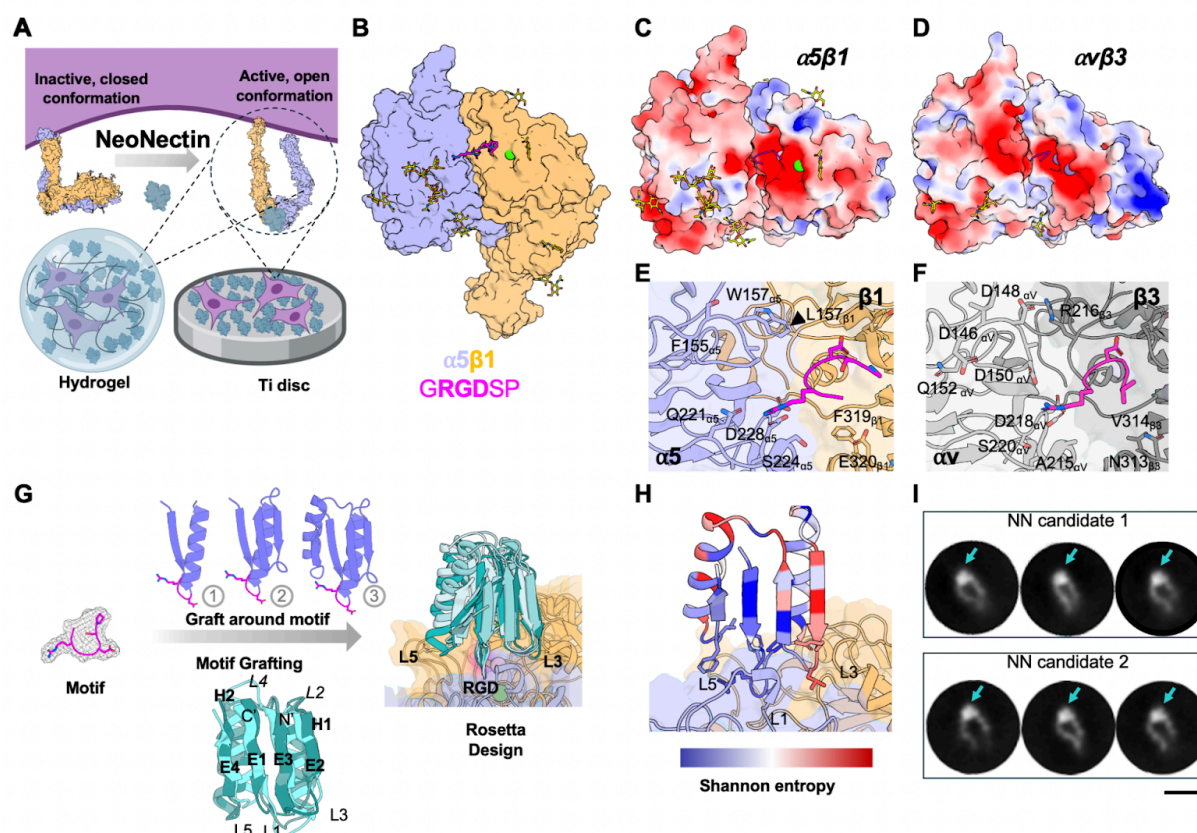 A
Inactive, closed
conformation
Active, open
conformation
NeoNectin
Hydrogel
Ti disc
B
α5β1
GRGDSP
C
α5β1
D
αvβ3
E
W157α5
β1
L157β1
F155α5
Q221α5
D228α5
F319β1
S224α5
E320β1
α5
F
D148αV
β3
R216β3
D146αV
Q152αV
D150αV
D218αV
V314β3
S220αV
A215αV
N313β3
αv
G
1
2
3
Graft around motif
Motif
Motif Grafting
L4
H2
L2
C'
N'
H1
E4
E1
E3
E2
L3
L5
L1
L5
L3
RGD
Rosetta
Design
H
L5
L3
L1
Shannon entropy
I
NN candidate 1
NN candidate 2